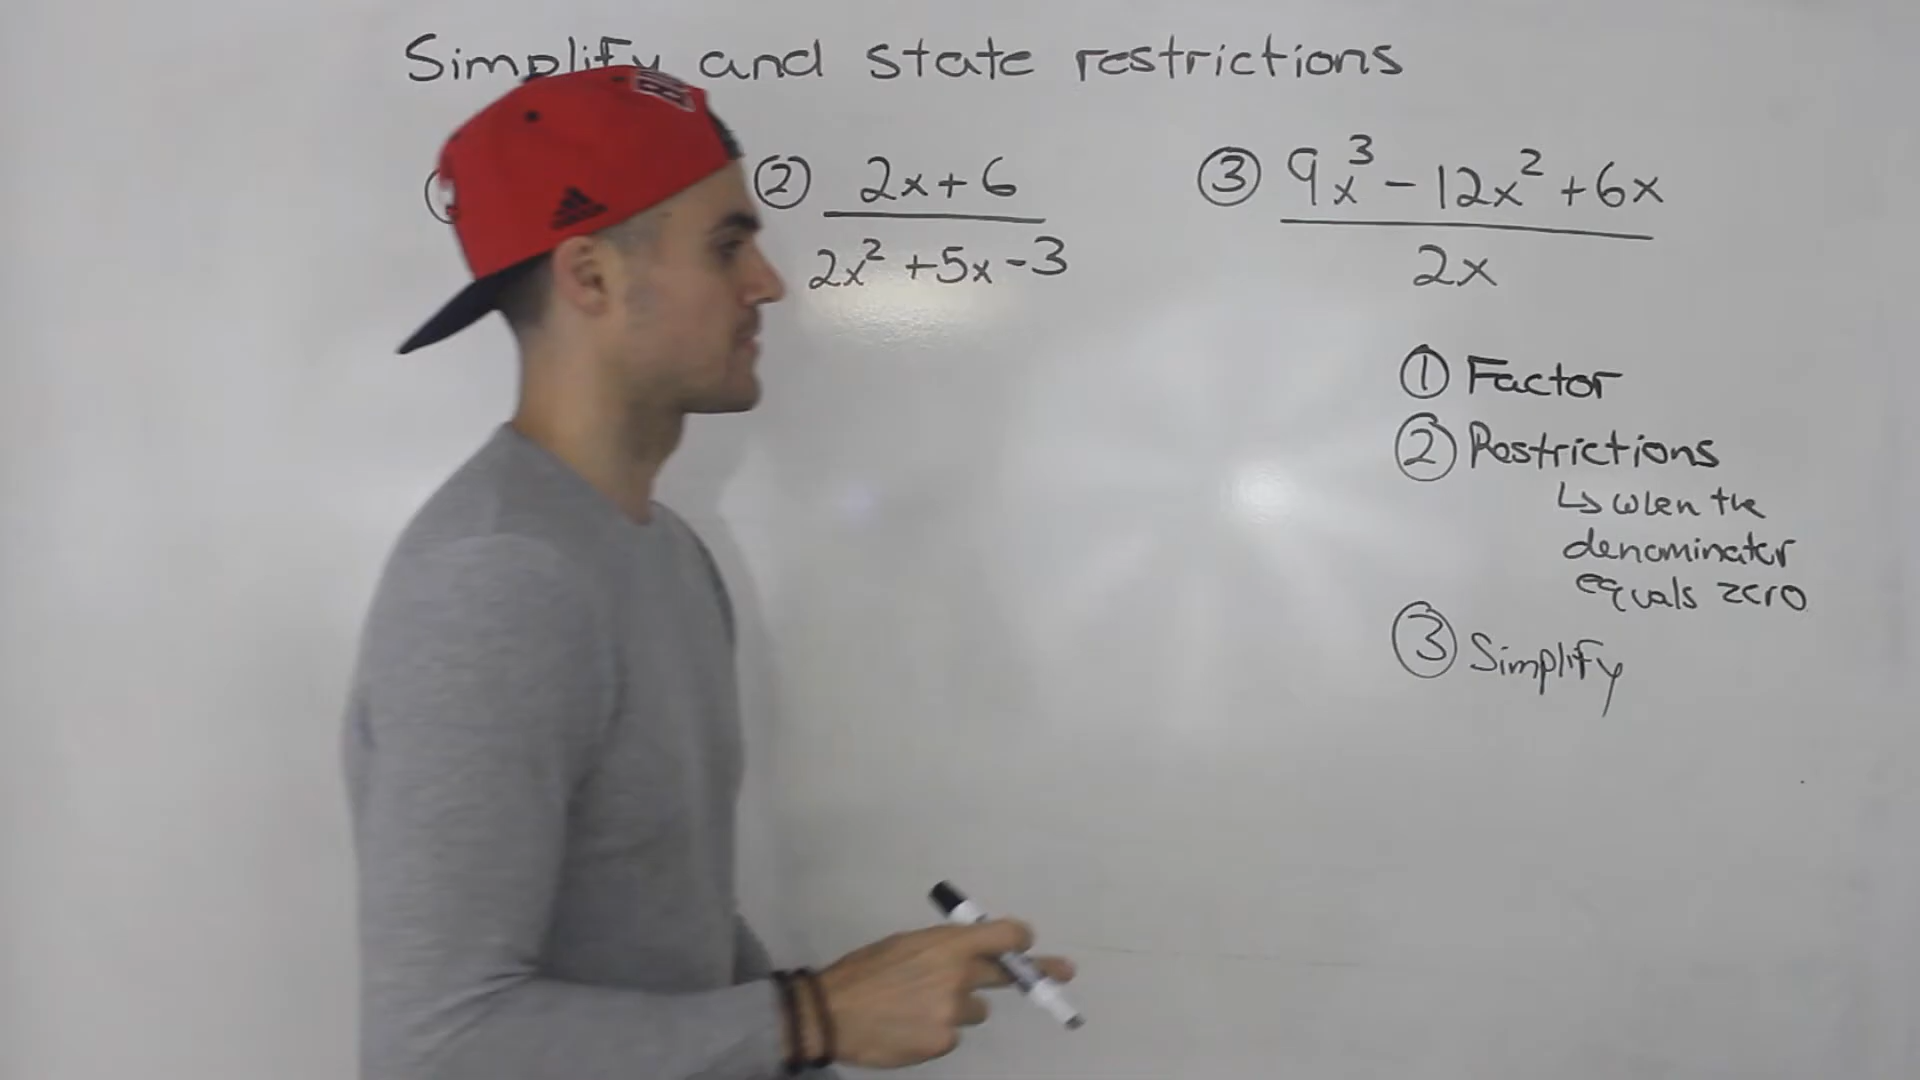 Simplify and state restrictions
② 2x + 6
2x² + 5x - 3
③ 9x³ - 12x² + 6x
2x
① Factor
② Restrictions
↳ when the
denominator
equals zero
③ Simplify